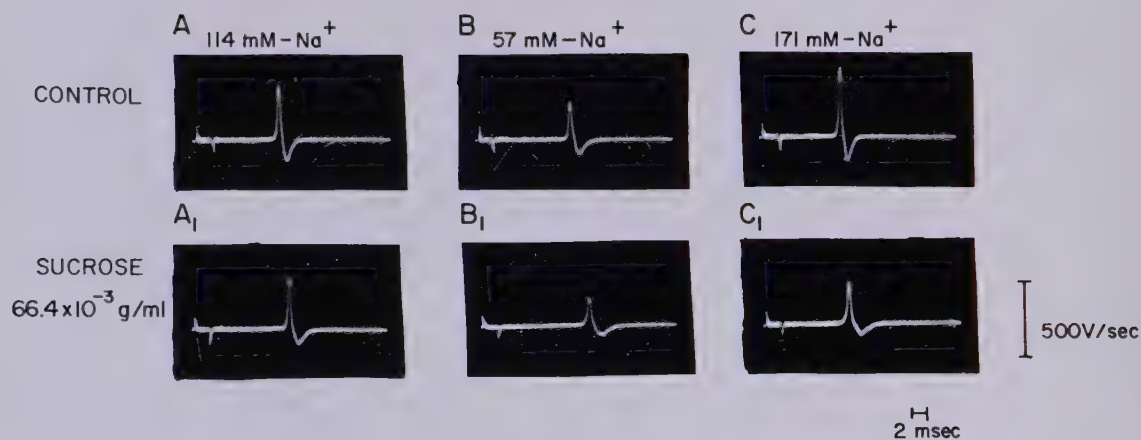 A 114 mM-Na⁺
B 57 mM-Na⁺
C 171 mM-Na⁺
CONTROL
A₁
B₁
C₁
SUCROSE
66.4x10⁻³ g/ml
500V/sec
2 msec